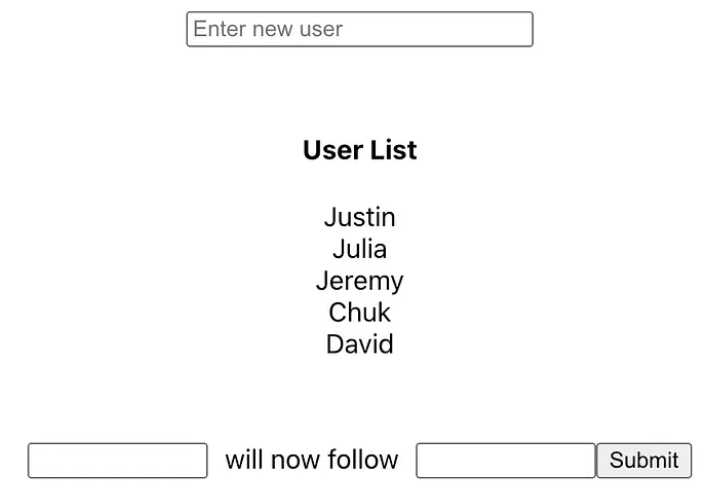 Enter new user
User List
Justin
Julia
Jeremy
Chuk
David
will now follow Submit